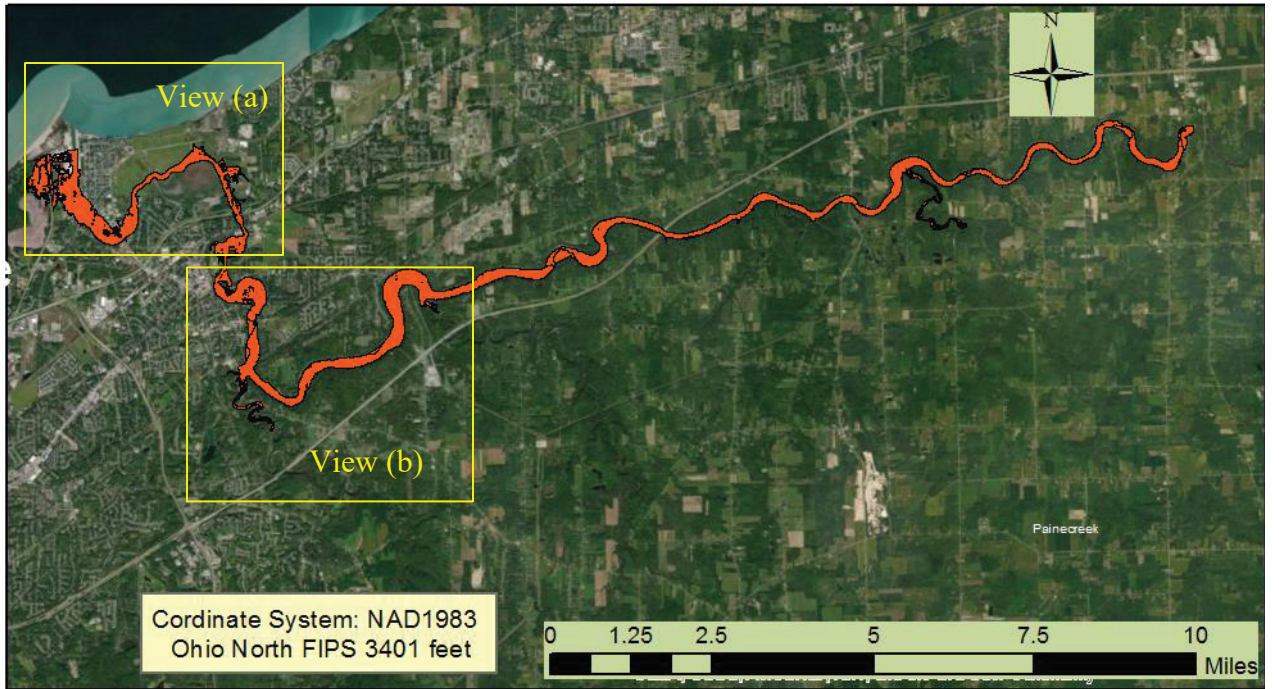 N
View (a)
e
View (b)
Painecreek
Cordinate System: NAD1983
Ohio North FIPS 3401 feet
0 1.25 2.5 5 7.5 10
Miles